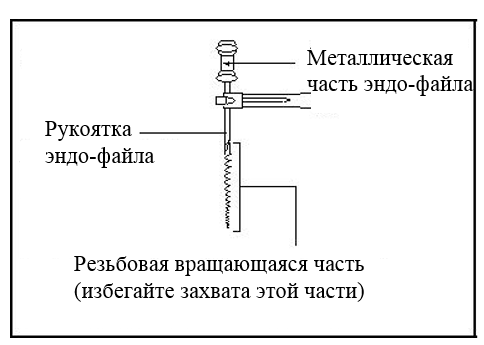 Металлическая
часть эндо-файла
Рукоятка
эндо-файла
Резьбовая вращающаяся часть
(избегайте захвата этой части)